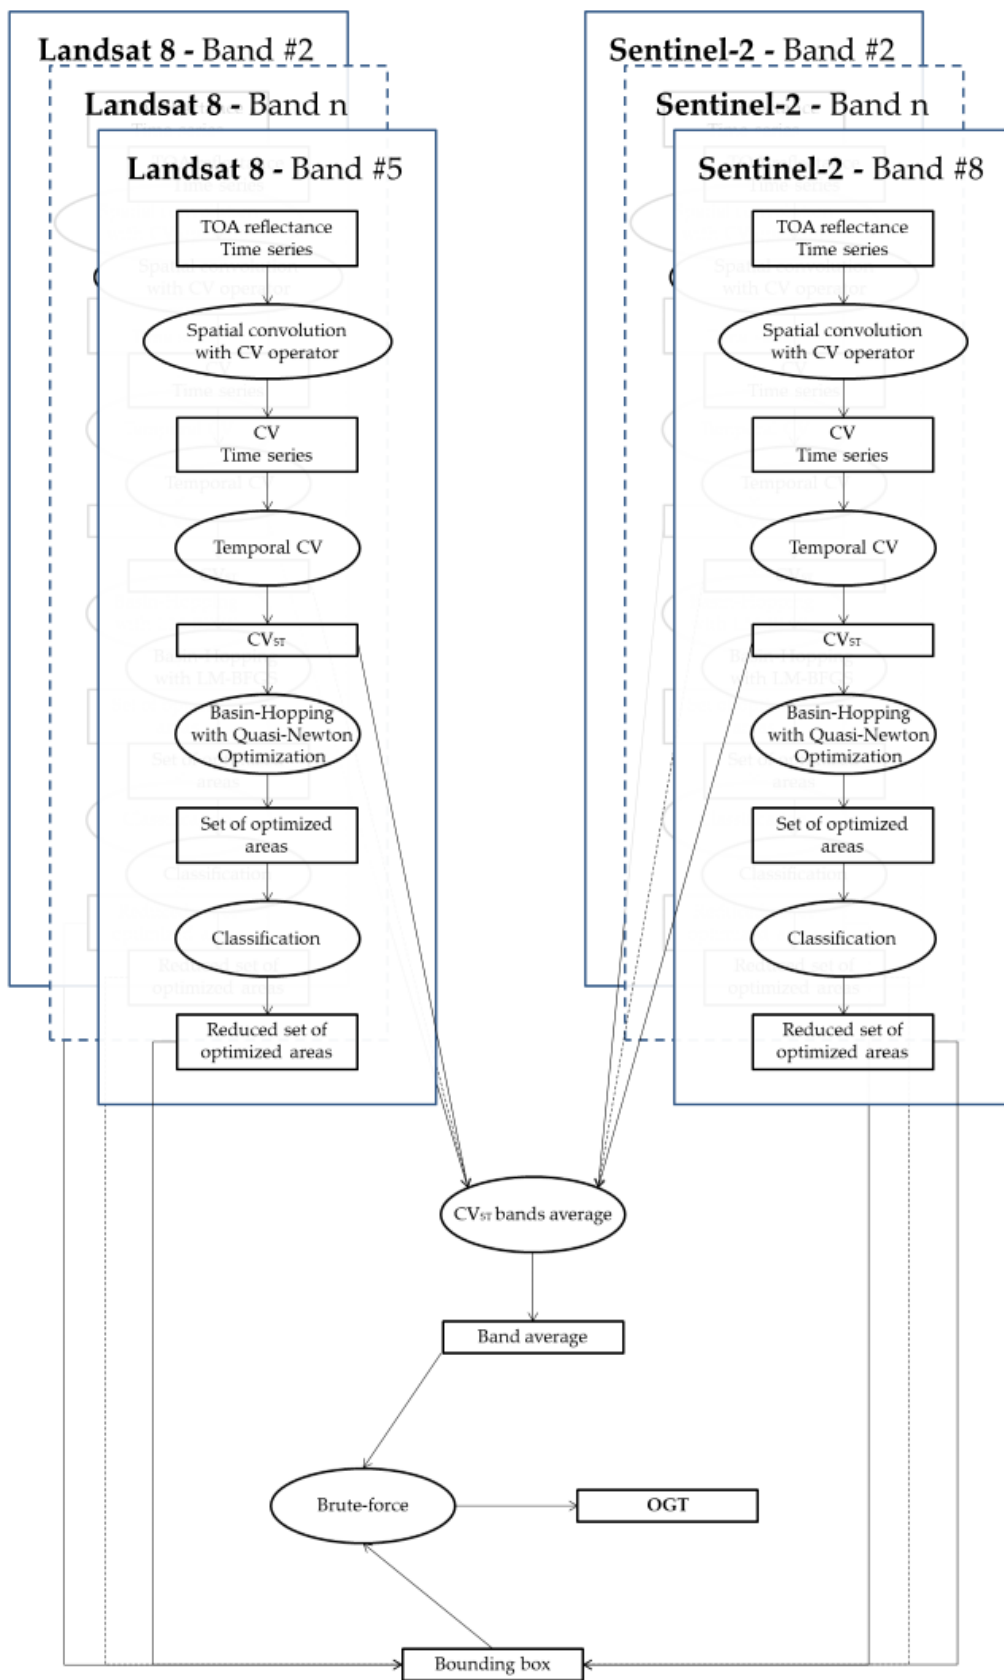 Landsat 8 - Band #2
Landsat 8 - Band n
Landsat 8 - Band #5
TOA reflectance
Time series
Spatial convolution
with CV operator
CV
Time series
Temporal CV
CVST
Basin-Hopping
with Quasi-Newton
Optimization
Set of optimized
areas
Classification
Reduced set of
optimized areas
Sentinel-2 - Band #2
Sentinel-2 - Band n
Sentinel-2 - Band #8
TOA reflectance
Time series
Spatial convolution
with CV operator
CV
Time series
Temporal CV
CVST
Basin-Hopping
with Quasi-Newton
Optimization
Set of optimized
areas
Classification
Reduced set of
optimized areas
CVST bands average
Band average
Brute-force
OGT
Bounding box